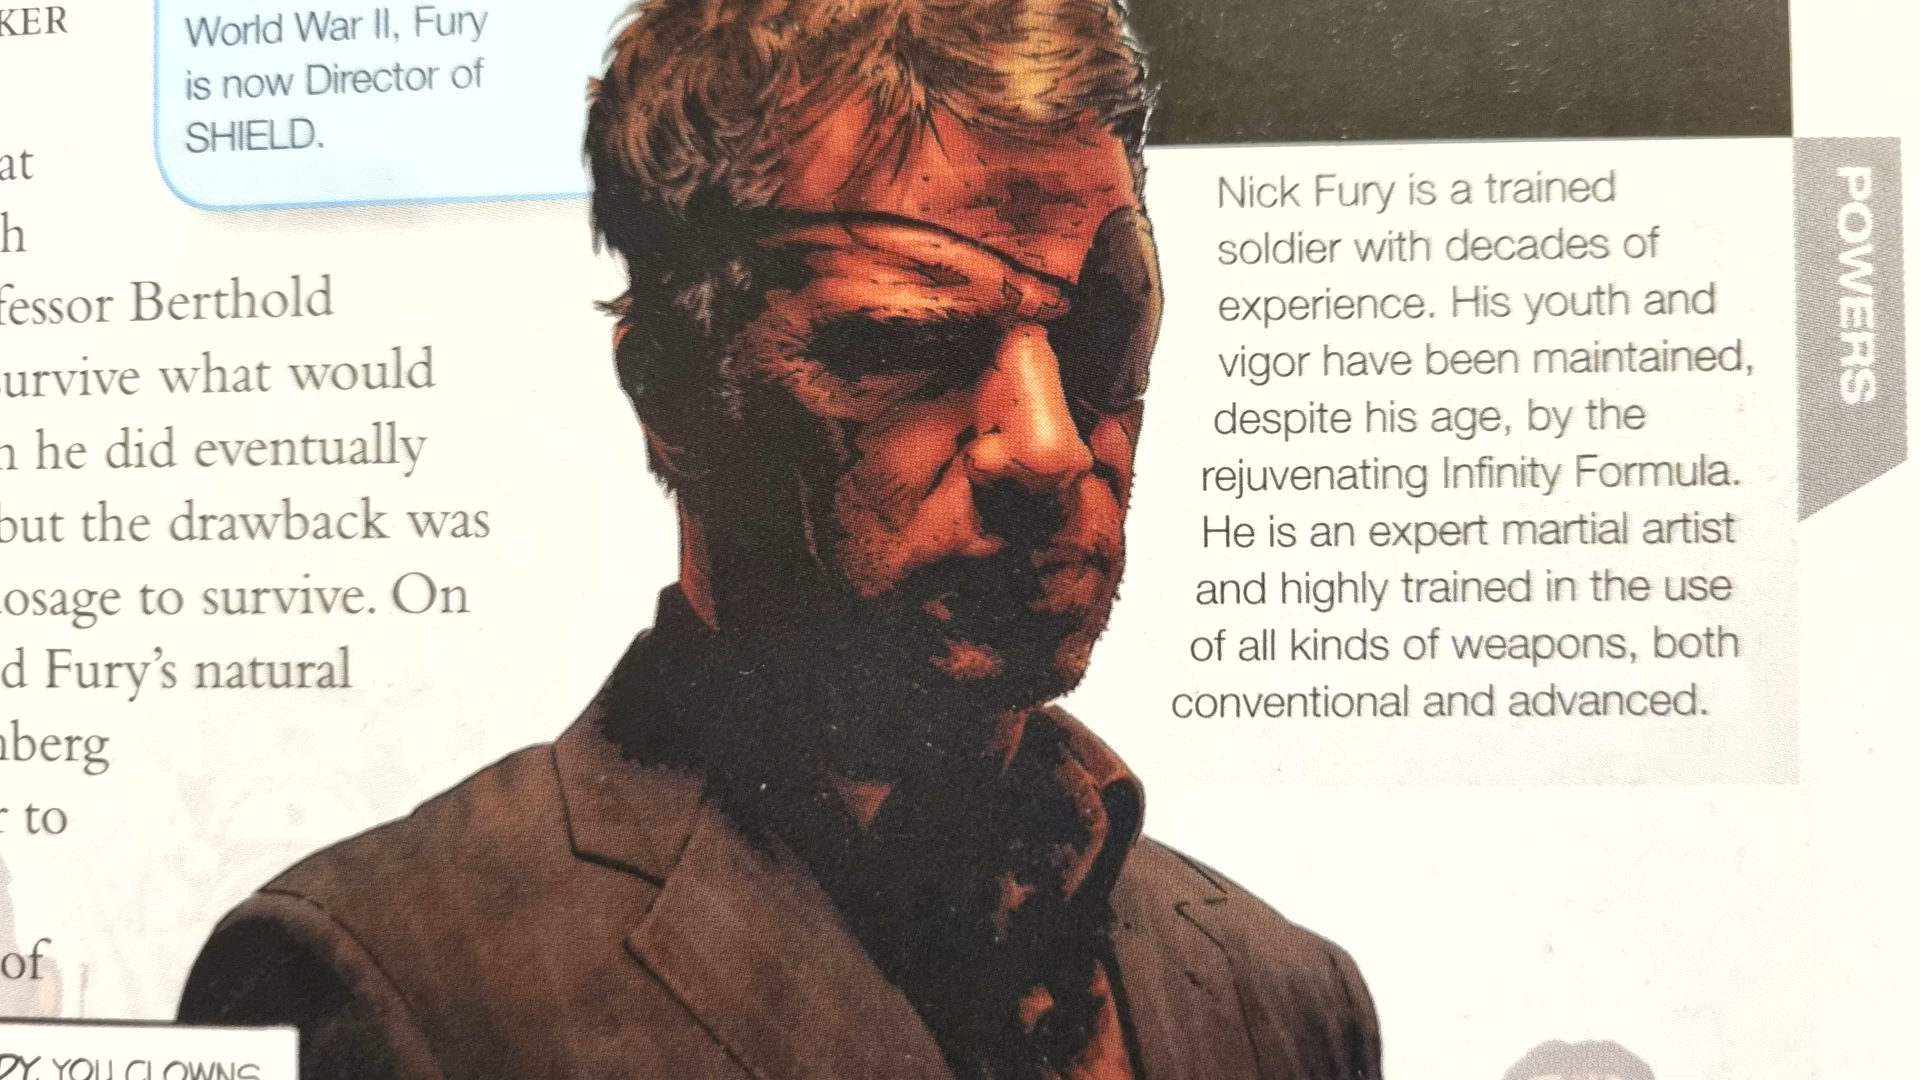 KER
World War II, Fury
is now Director of
SHIELD.
at
h
fessor Berthold
survive what would
n he did eventually
but the drawback was
dosage to survive. On
d Fury's natural
nberg
r to
of
PY, YOU CLOWNS
Nick Fury is a trained
soldier with decades of
experience. His youth and
vigor have been maintained,
despite his age, by the
rejuvenating Infinity Formula.
He is an expert martial artist
and highly trained in the use
of all kinds of weapons, both
conventional and advanced.
POWERS